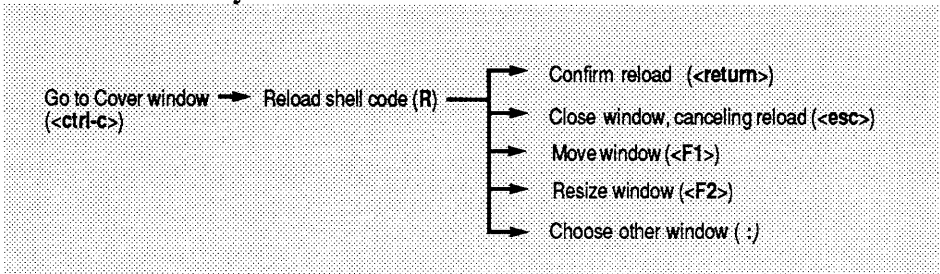 Go to Cover window
(<ctrl-c>)
Reload shell code (R)
Confirm reload (<return>)
Close window, canceling reload (<esc>)
Move window (<F1>)
Resize window (<F2>)
Choose other window ( :)